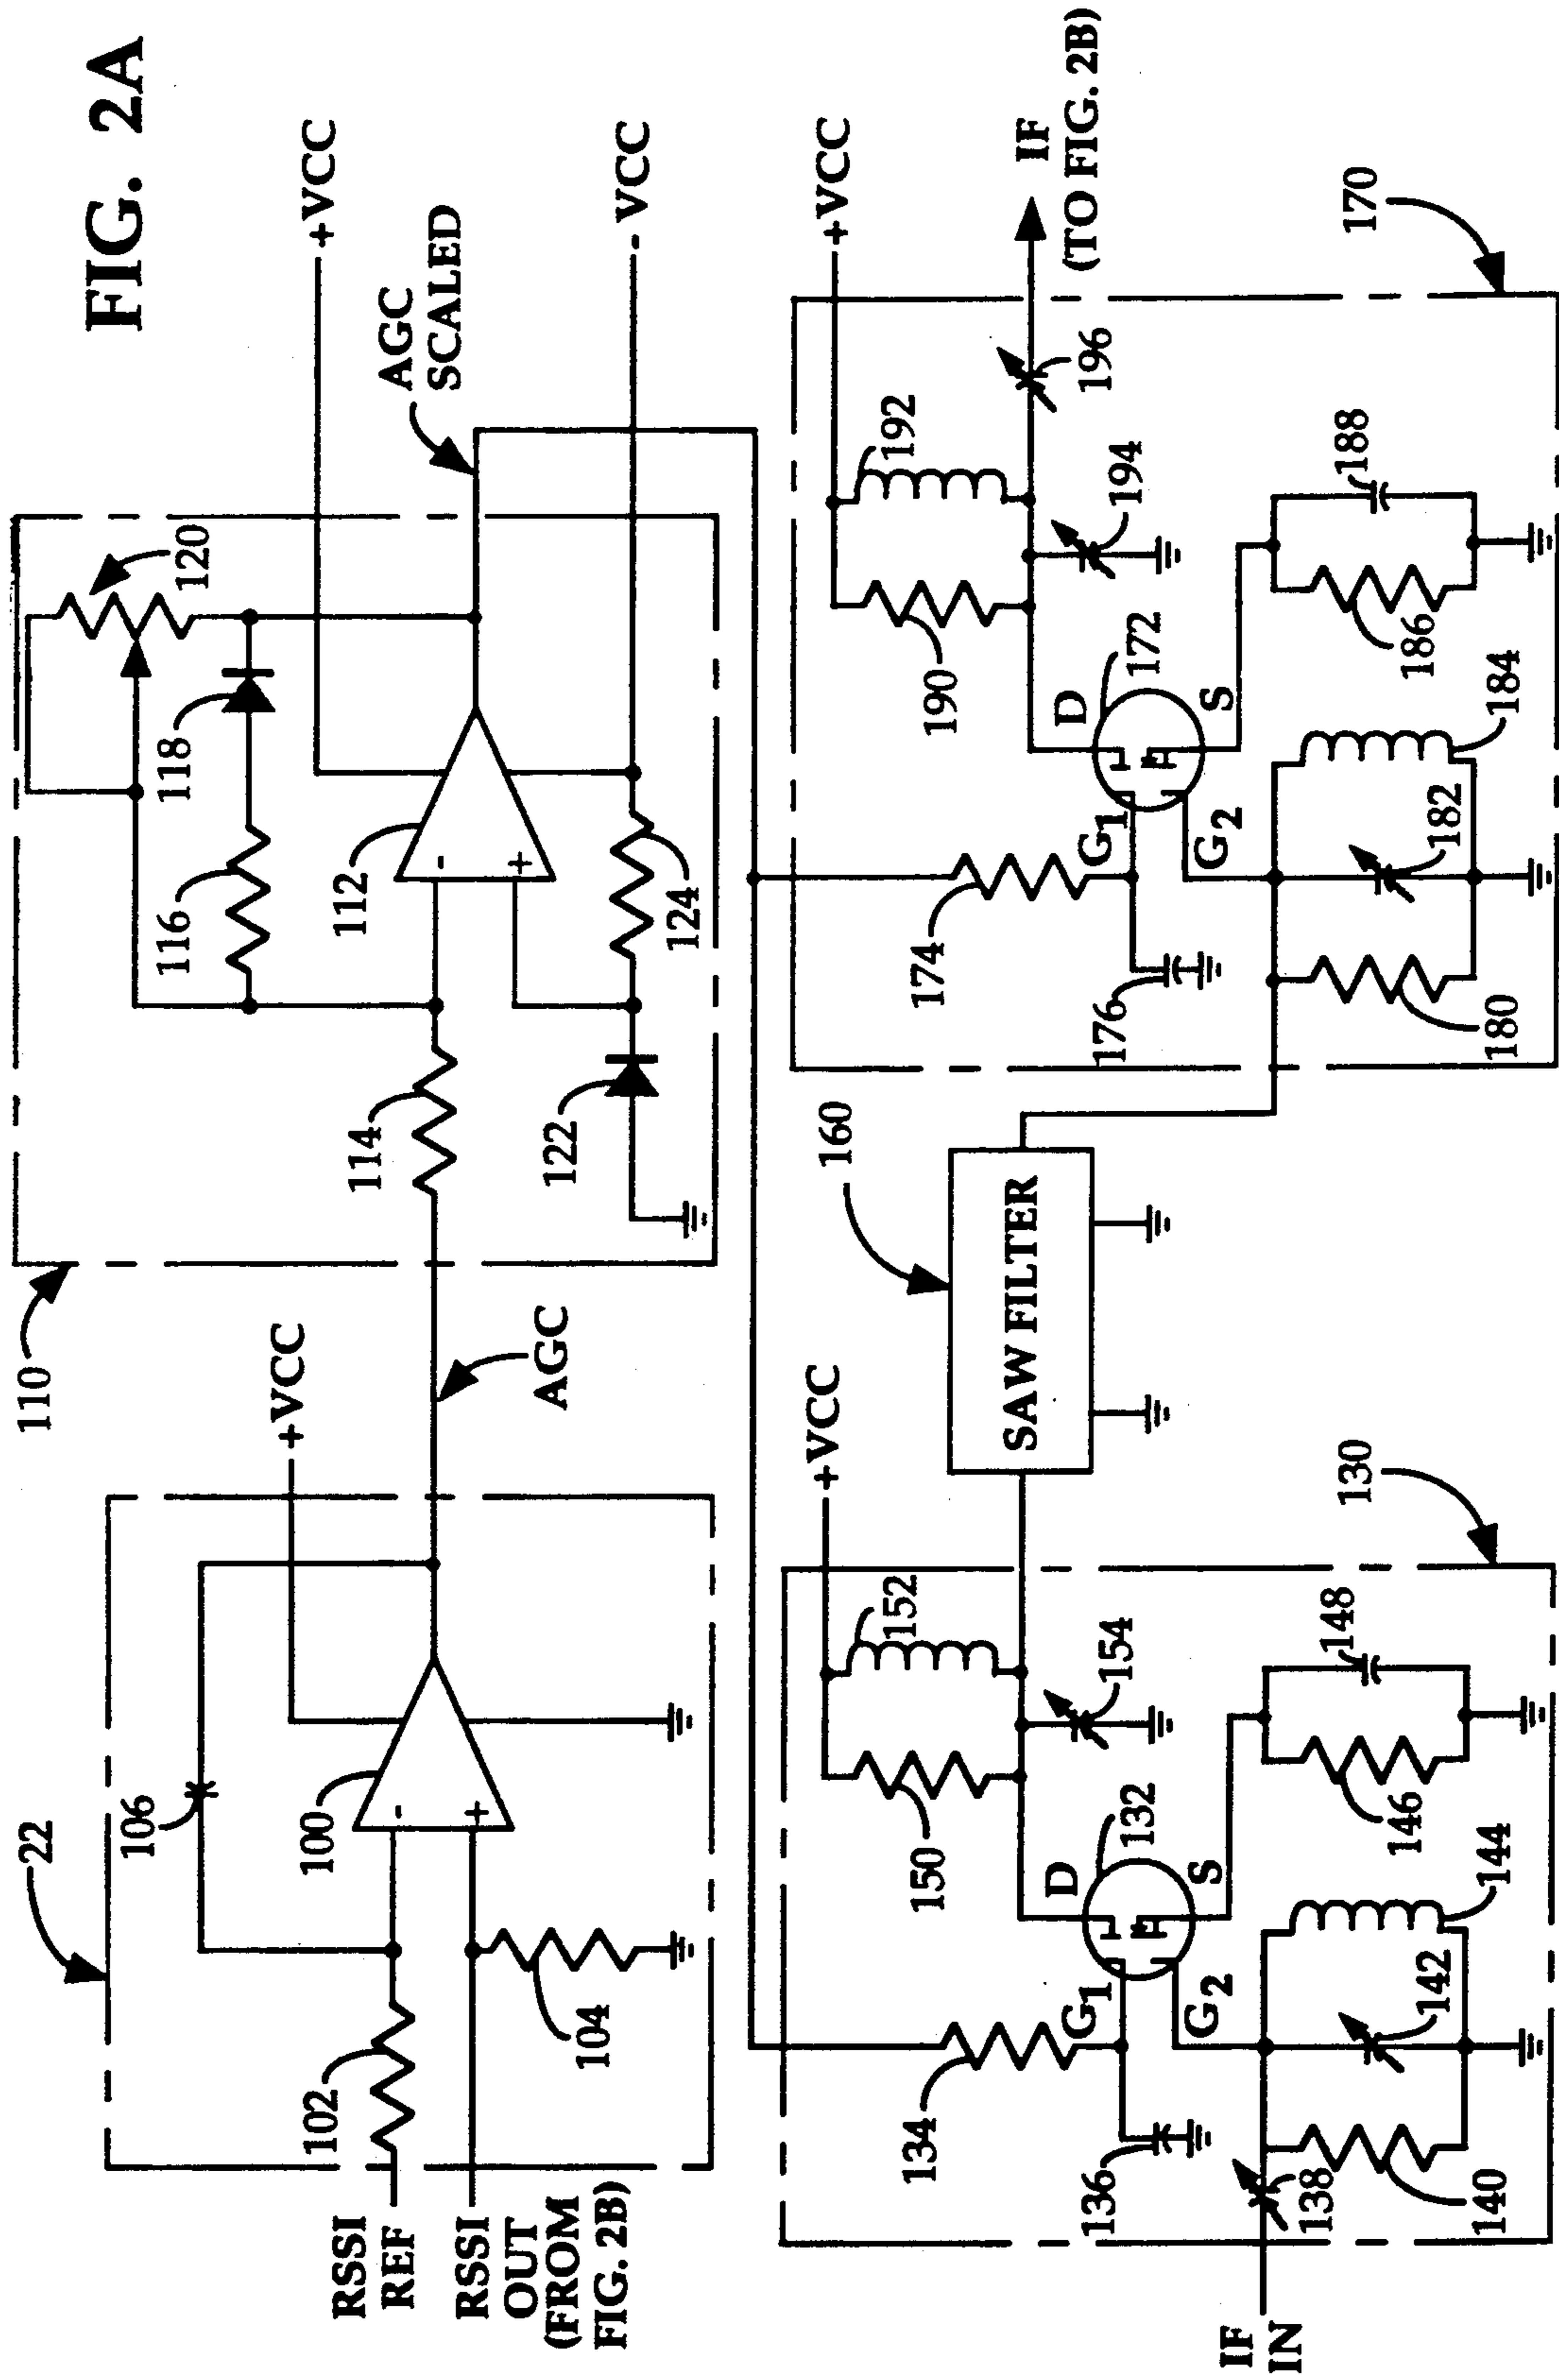 FIG. 2A
22
106
+VCC
100
-
+
102
104
RSSI
REF
RSSI
OUT
(FROM
FIG. 2B)
AGC
110
120
118
116
+VCC
112
-
+
114
122
124
AGC
SCALED
- VCC
+VCC
152
150
154
D
132
134
G1
G2
S
136
138
140
142
144
146
148
IF
IN
130
160
SAW FILTER
+VCC
192
190
196
194
IF
(TO FIG. 2B)
D
172
174
G1
G2
S
176
180
182
184
186
188
170